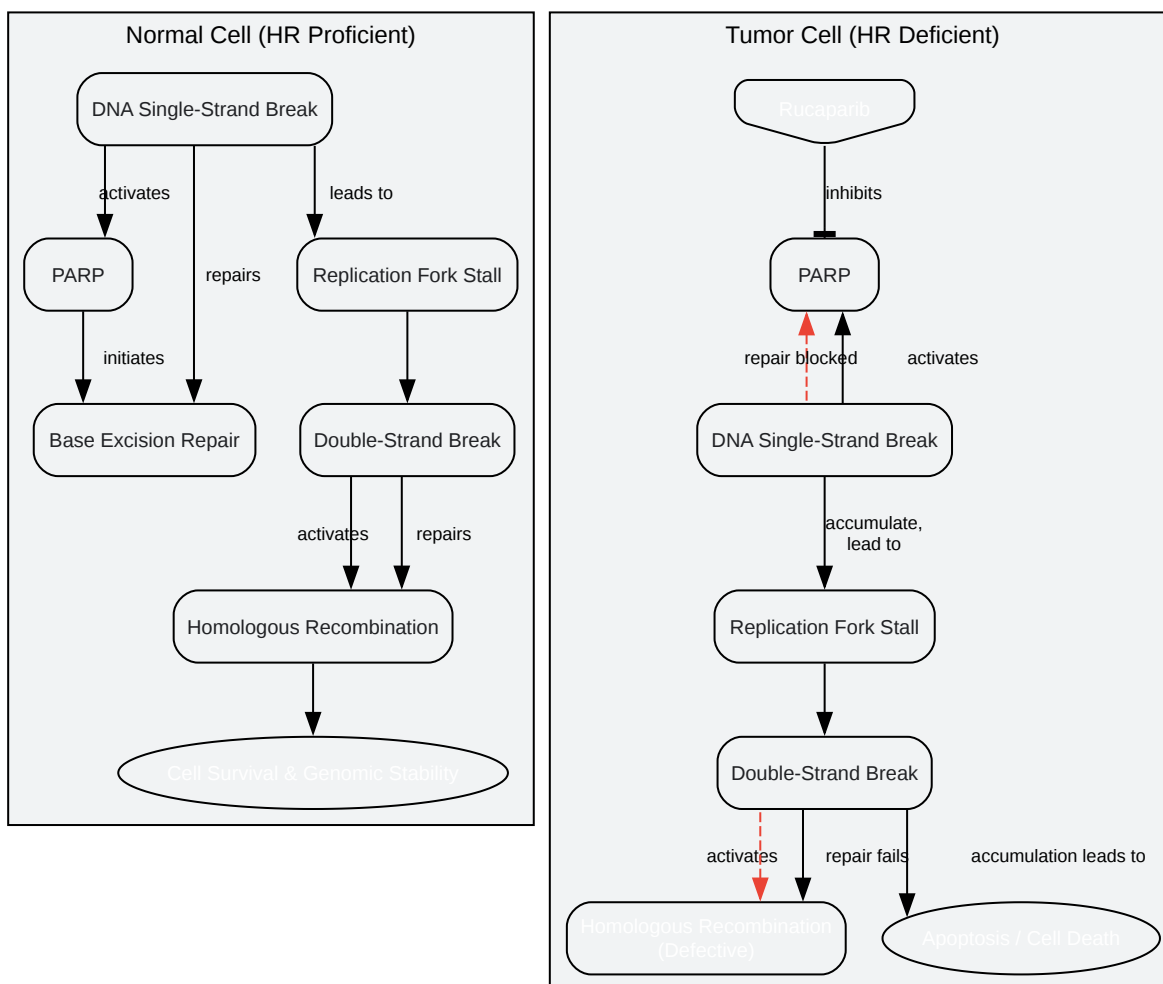 Normal Cell (HR Proficient)
DNA Single-Strand Break
activates
leads to
PARP
repairs
Replication Fork Stall
initiates
Base Excision Repair
Double-Strand Break
activates
repairs
Homologous Recombination
Cell Survival & Genomic Stability
Tumor Cell (HR Deficient)
Rucaparib
inhibits
PARP
repair blocked
activates
DNA Single-Strand Break
accumulate,
lead to
Replication Fork Stall
Double-Strand Break
activates
repair fails
accumulation leads to
Homologous Recombination
(Defective)
Apoptosis / Cell Death